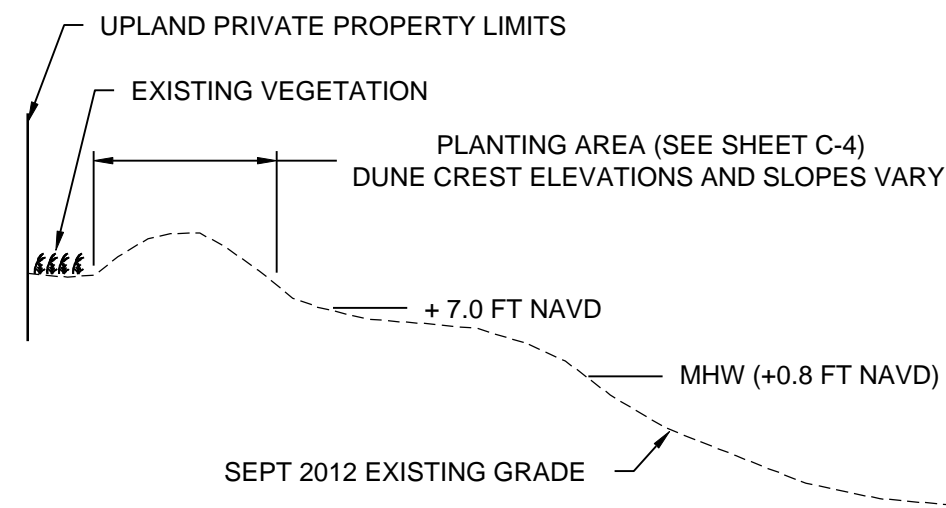 UPLAND PRIVATE PROPERTY LIMITS
EXISTING VEGETATION
PLANTING AREA (SEE SHEET C-4)
DUNE CREST ELEVATIONS AND SLOPES VARY
+ 7.0 FT NAVD
MHW (+0.8 FT NAVD)
SEPT 2012 EXISTING GRADE